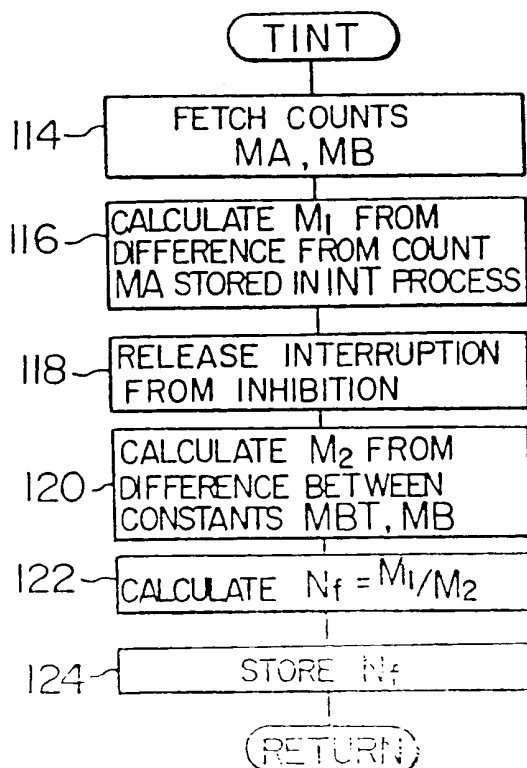 TINT
114
FETCH COUNTS
MA, MB
116
CALCULATE M1 FROM
DIFFERENCE FROM COUNT
MA STORED IN INT PROCESS
118
RELEASE INTERRUPTION
FROM INHIBITION
120
CALCULATE M2 FROM
DIFFERENCE BETWEEN
CONSTANTS MBT, MB
122
CALCULATE Nf = M1/M2
124
STORE Nf
RETURN